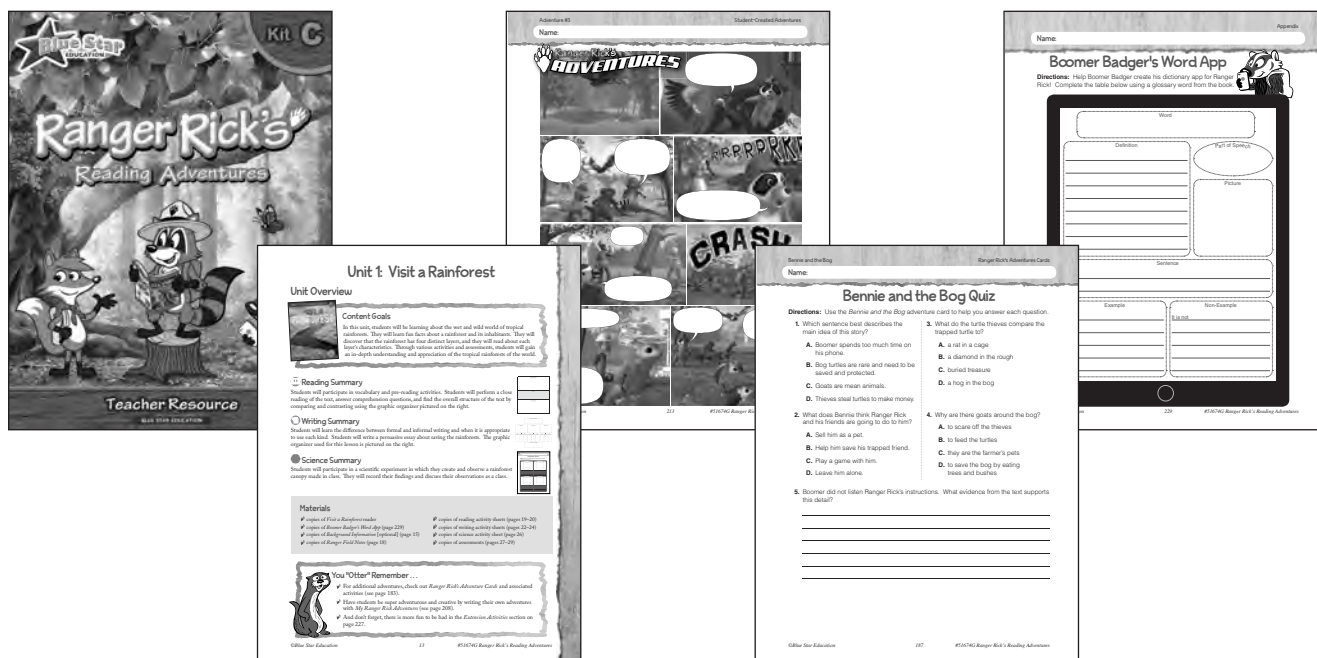 Blue Star
EDUCATION
Kit C
Ranger Rick's
Reading Adventures
Teacher Resource
BLUE STAR EDUCATION
Unit 1: Visit a Rainforest
Unit Overview
Content Goals
In this unit, students will be learning about the wet and wild world of tropical
rainforests. They will learn fun facts about a rainforest and its inhabitants. They will
discover that the rainforest has four distinct layers, and they will read about each
layer's characteristics. Through various activities and assessments, students will gain
an in-depth understanding and appreciation of the tropical rainforests of the world.
Reading Summary
Students will participate in vocabulary and pre-reading activities. Students will perform a close
reading of the text, answer comprehension questions, and find the overall structure of the text by
comparing and contrasting using the graphic organizer pictured on the right.
Writing Summary
Students will learn the difference between formal and informal writing and when it is appropriate
to use each kind. Students will write a persuasive essay about saving the rainforests. The graphic
organizer used for this lesson is pictured on the right.
Science Summary
Students will participate in a scientific experiment in which they create and observe a rainforest
canopy made in class. They will record their findings and discuss their observations as a class.
Materials
copies of Visit a Rainforest reader
copies of Boomer Badger's Word App (page 229)
copies of Background Information [optional] (page 15)
copies of Ranger Field Notes (page 18)
copies of reading activity sheets (pages 19–20)
copies of writing activity sheets (pages 22–24)
copies of science activity sheet (page 26)
copies of assessments (pages 27–29)
You "Otter" Remember . . .
For additional adventures, check out Ranger Rick's Adventure Cards and associated
activities (see page 183).
Have students be super adventurous and creative by writing their own adventures
with My Ranger Rick Adventures (see page 208).
And don't forget, there is more fun to be had in the Extension Activities section on
page 227.
©Blue Star Education 13 #51674G Ranger Rick's Reading Adventures
Adventure #3 Student-Created Adventures
Name:
Ranger Rick's
ADVENTURES
CRASH
213 #51674G Ranger Ric
Bennie and the Bog Ranger Rick's Adventures Cards
Name:
Bennie and the Bog Quiz
Directions: Use the Bennie and the Bog adventure card to help you answer each question.
1. Which sentence best describes the
main idea of this story?
A. Boomer spends too much time on
his phone.
B. Bog turtles are rare and need to be
saved and protected.
C. Goats are mean animals.
D. Thieves steal turtles to make money.
2. What does Bennie think Ranger Rick
and his friends are going to do to him?
A. Sell him as a pet.
B. Help him save his trapped friend.
C. Play a game with him.
D. Leave him alone.
3. What do the turtle thieves compare the
trapped turtle to?
A. a rat in a cage
B. a diamond in the rough
C. buried treasure
D. a hog in the bog
4. Why are there goats around the bog?
A. to scare off the thieves
B. to feed the turtles
C. they are the farmer's pets
D. to save the bog by eating
trees and bushes
5. Boomer did not listen Ranger Rick's instructions. What evidence from the text supports
this detail?
©Blue Star Education 187 #51674G Ranger Rick's Reading Adventures
Appendix
Name:
Boomer Badger's Word App
Directions: Help Boomer Badger create his dictionary app for Ranger
Rick! Complete the table below using a glossary word from the book.
Word
Definition
Part of Speech
Picture
Sentence
Example
Non-Example
It is not
229 #51674G Ranger Rick's Reading Adventures